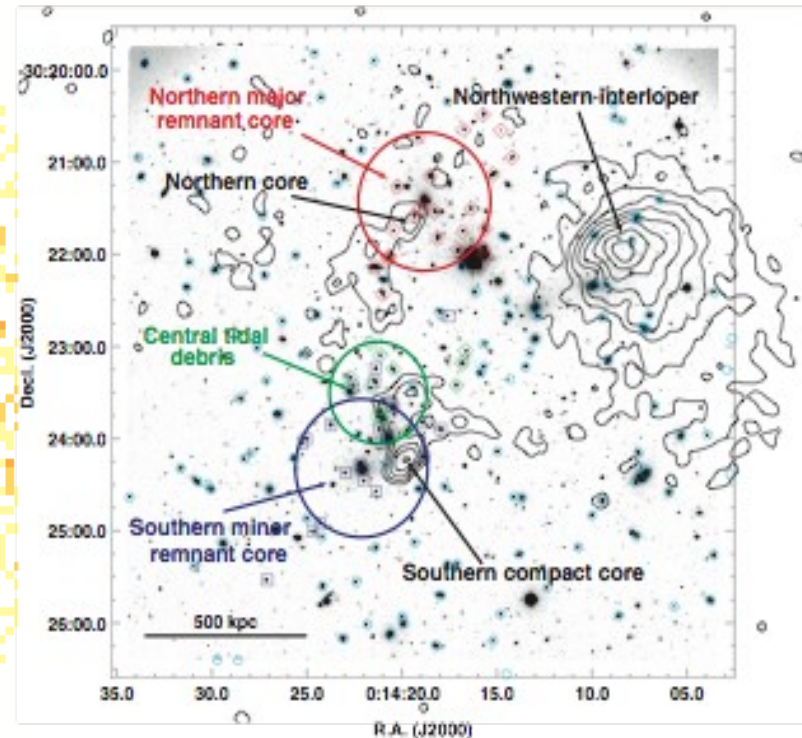 30:20:00.0
Northern major
remnant core
Northwestern interloper
21:00.0
Northern core
22:00.0
23:00.0
Central tidal
debris
Decl. (J2000)
24:00.0
25:00.0
Southern minor
remnant core
Southern compact core
500 kpc
26:00.0
35.0 30.0 25.0 0:14:20.0 15.0 10.0 05.0
R.A. (J2000)